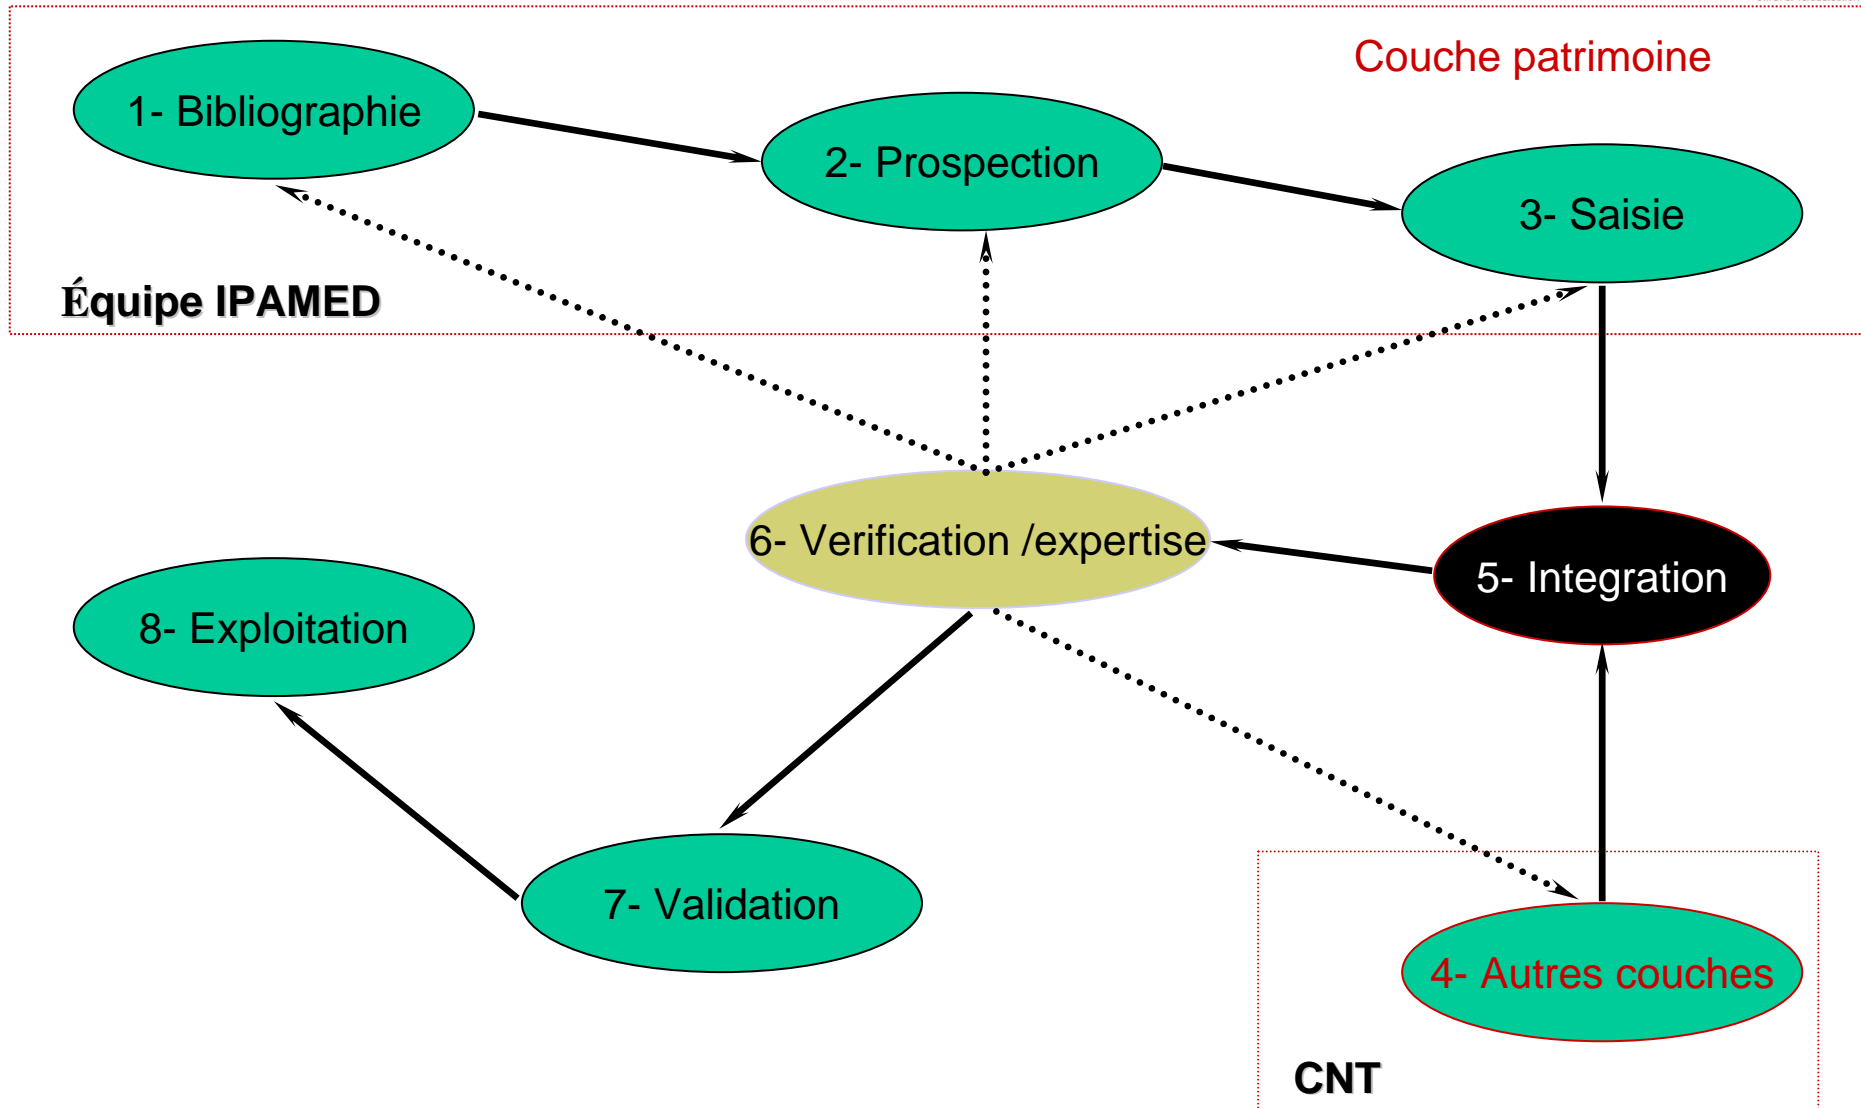 Couche patrimoine
1- Bibliographie
2- Prospection
3- Saisie
Équipe IPAMED
6- Verification /expertise
5- Integration
8- Exploitation
7- Validation
4- Autres couches
CNT